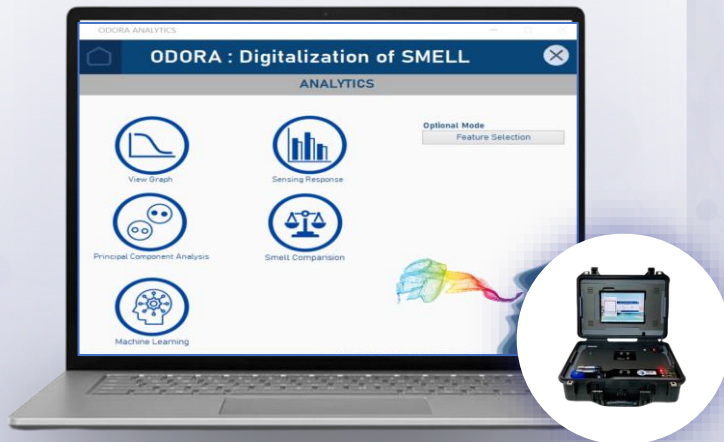 ODORA ANALYTICS
ODORA : Digitalization of SMELL
ANALYTICS
Optional Mode
Feature Selection
View Graph
Sensing Response
Principal Component Analysis
Smell Comparision
Machine Learning